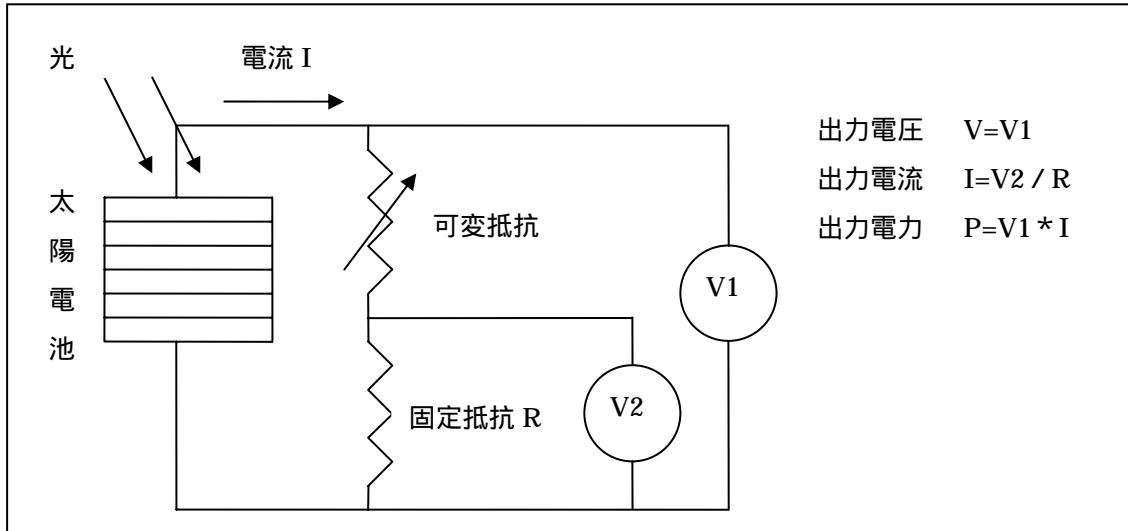 光
電流 I
太陽電池
可変抵抗
固定抵抗 R
V1
V2
出力電圧 V=V1
出力電流 I=V2 / R
出力電力 P=V1*I